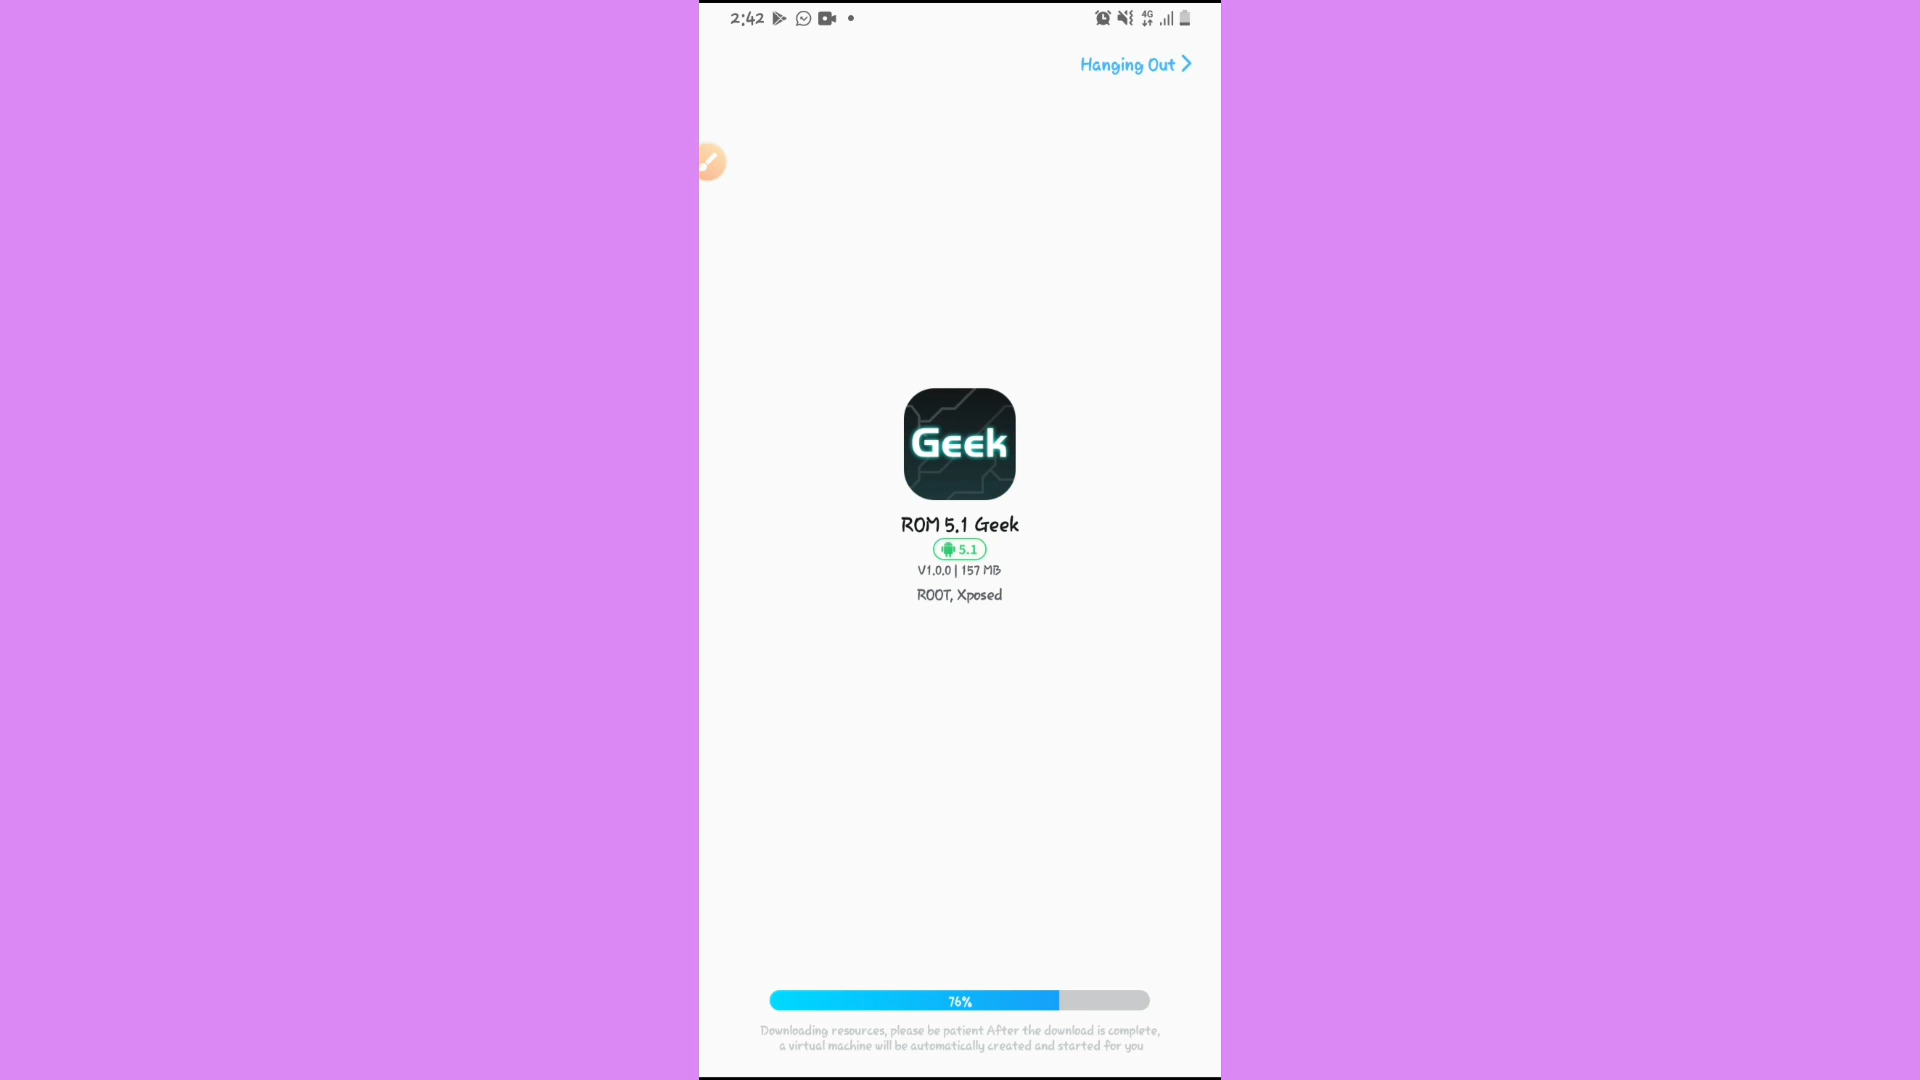 2:42
4G
Hanging Out
Geek
ROM 5.1 Geek
5.1
V1.0.0 | 157 MB
ROOT, Xposed
76%
Downloading resources, please be patient After the download is complete,
a virtual machine will be automatically created and started for you